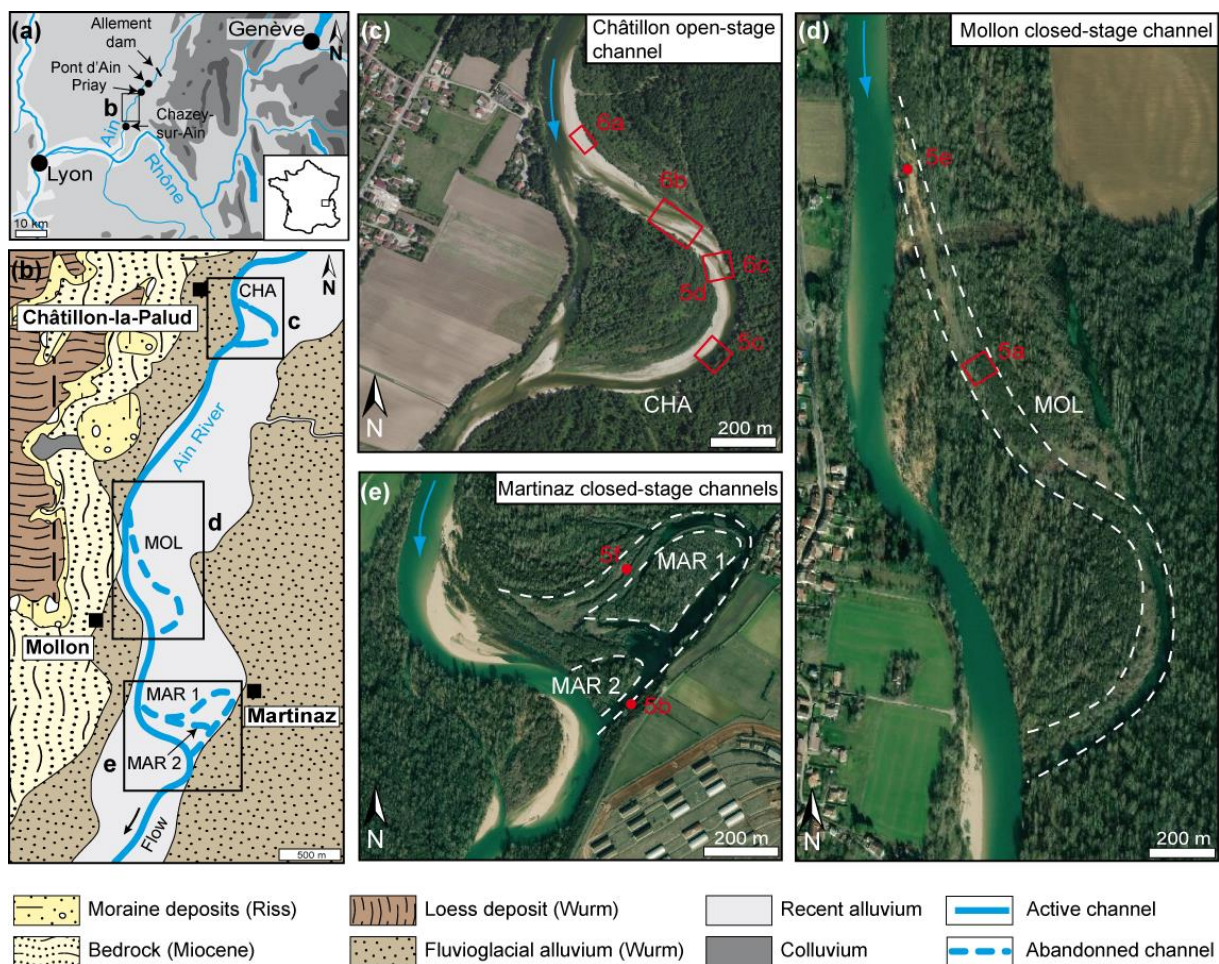 (a)
Allement
dam
Genève
N
Pont d'Ain
Priay
b
Ain
Chazey-
sur-Ain
Lyon
Rhône
10 km
(b)
N
CHA
Châtillon-la-Palud
c
Ain River
d
MOL
Mollon
MAR 1
Martinaz
MAR 2
e
Flow
500 m
(c)
Châtillon open-stage
channel
6a
6b
6c
5d
5c
CHA
N
200 m
(e)
Martinaz closed-stage channels
5f
MAR 1
MAR 2
5b
N
200 m
(d)
Mollon closed-stage channel
5e
5a
MOL
N
200 m
Moraine deposits (Riss)
Loess deposit (Wurm)
Recent alluvium
Active channel
Bedrock (Miocene)
Fluvioglacial alluvium (Wurm)
Colluvium
Abandonned channel